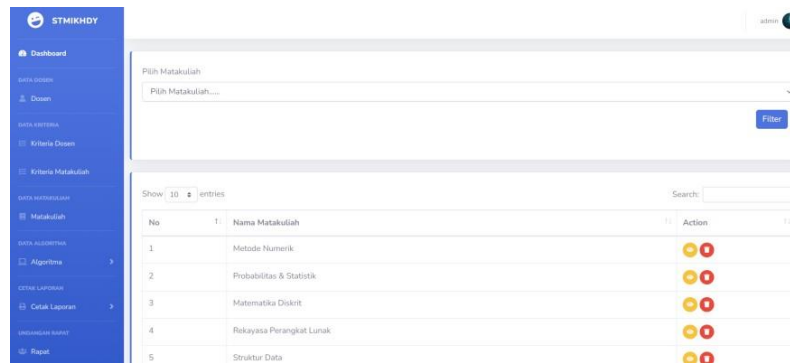 STMIKHDY
admin
Dashboard
DATA DOSEN
Dosen
DATA KRITERIA
Kriteria Dosen
Kriteria Matakuliah
DATA MATAKULIAH
Matakuliah
DATA ALGORITMA
Algoritma
CETAK LAPORAN
Cetak Laporan
UNDANGAN RAPAT
Rapat
Pilih Matakuliah
Pilih Matakuliah.....
Filter
Show 10 entries
Search:
No Nama Matakuliah Action
1 Metode Numerik
2 Probabilitas & Statistik
3 Matematika Diskrit
4 Rekayasa Perangkat Lunak
5 Struktur Data